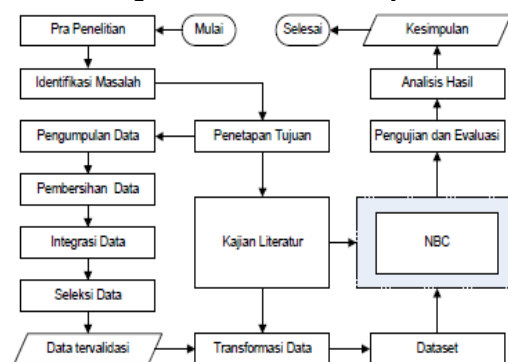 Pra Penelitian
Mulai
Selesai
Kesimpulan
Identifikasi Masalah
Analisis Hasil
Pengumpulan Data
Penetapan Tujuan
Pengujian dan Evaluasi
Pembersihan Data
Integrasi Data
Kajian Literatur
NBC
Seleksi Data
Data tervalidasi
Transformasi Data
Dataset